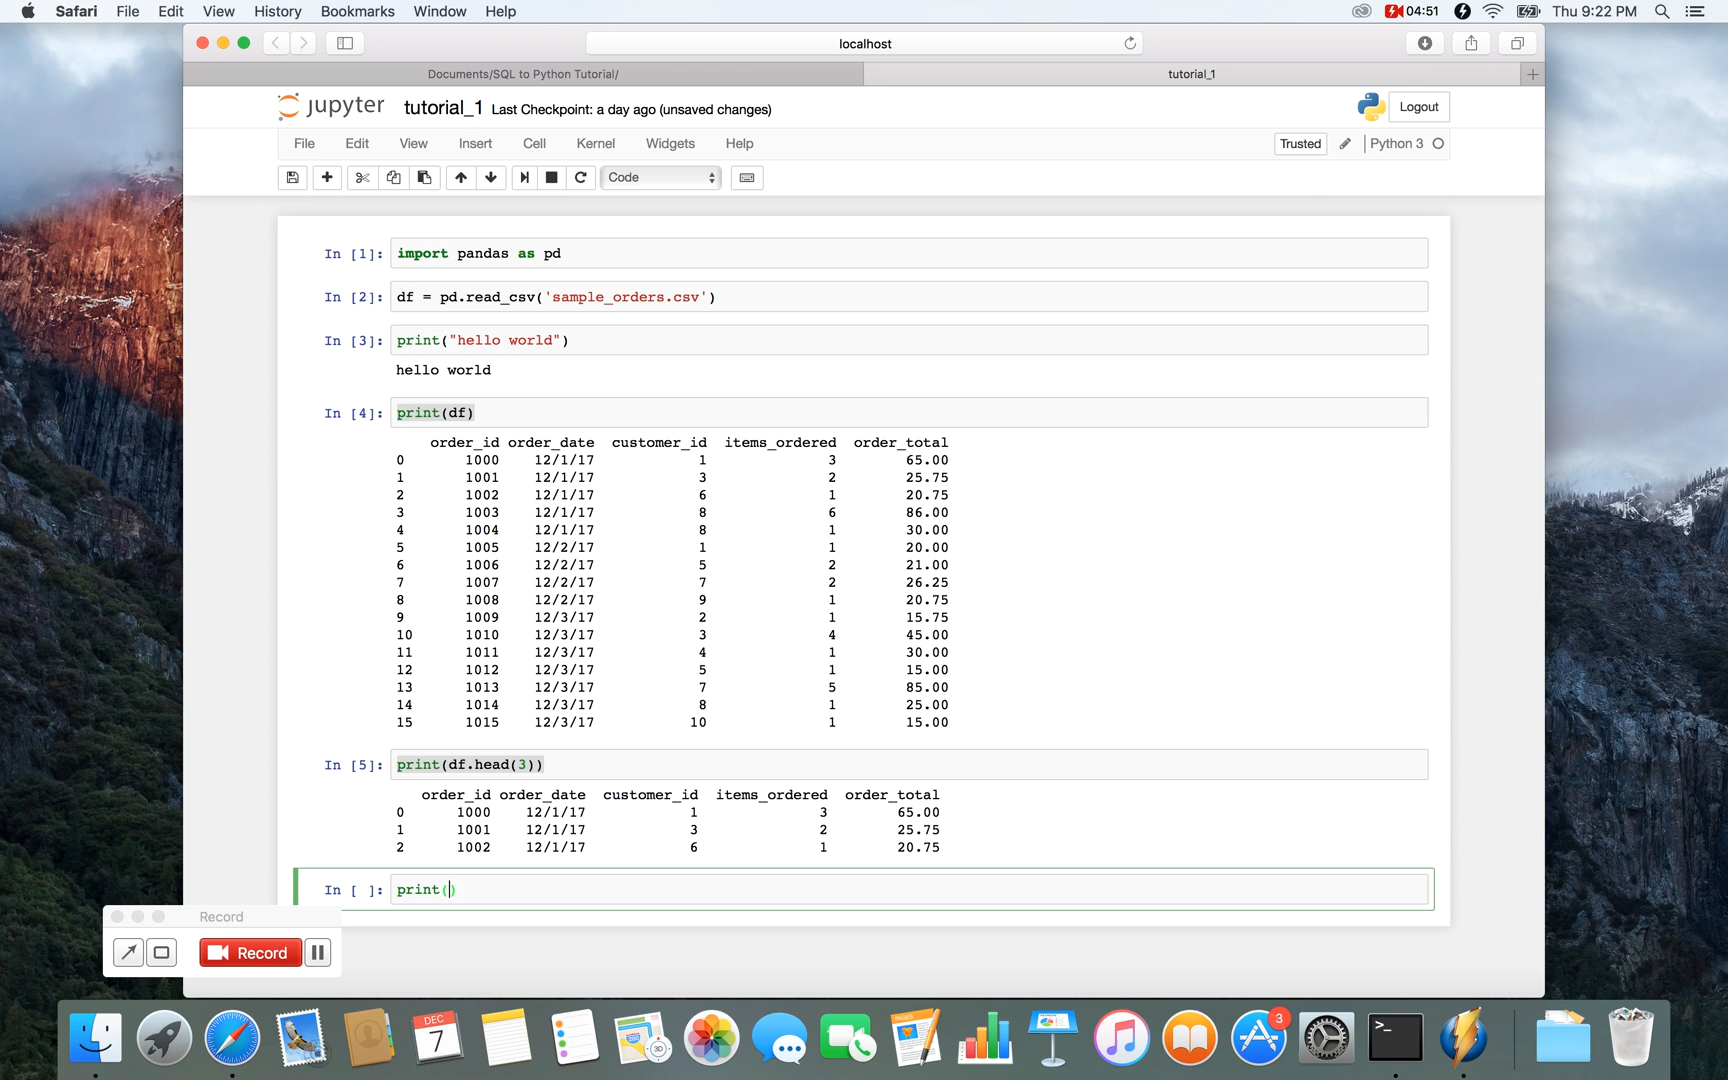 Safari File Edit View History Bookmarks Window Help 04:51 Thu 9:22 PM
localhost
Documents/SQL to Python Tutorial/ tutorial_1
jupyter tutorial_1 Last Checkpoint: a day ago (unsaved changes) Logout
File Edit View Insert Cell Kernel Widgets Help Trusted Python 3
Code
In [1]: import pandas as pd
In [2]: df = pd.read_csv('sample_orders.csv')
In [3]: print("hello world")
hello world
In [4]: print(df)
order_id order_date customer_id items_ordered order_total
0 1000 12/1/17 1 3 65.00
1 1001 12/1/17 3 2 25.75
2 1002 12/1/17 6 1 20.75
3 1003 12/1/17 8 6 86.00
4 1004 12/1/17 8 1 30.00
5 1005 12/2/17 1 1 20.00
6 1006 12/2/17 5 2 21.00
7 1007 12/2/17 7 2 26.25
8 1008 12/2/17 9 1 20.75
9 1009 12/3/17 2 1 15.75
10 1010 12/3/17 3 4 45.00
11 1011 12/3/17 4 1 30.00
12 1012 12/3/17 5 1 15.00
13 1013 12/3/17 7 5 85.00
14 1014 12/3/17 8 1 25.00
15 1015 12/3/17 10 1 15.00
In [5]: print(df.head(3))
order_id order_date customer_id items_ordered order_total
0 1000 12/1/17 1 3 65.00
1 1001 12/1/17 3 2 25.75
2 1002 12/1/17 6 1 20.75
In [ ]: print()
Record
Record
DEC
7
3D
PAGES
3
>_